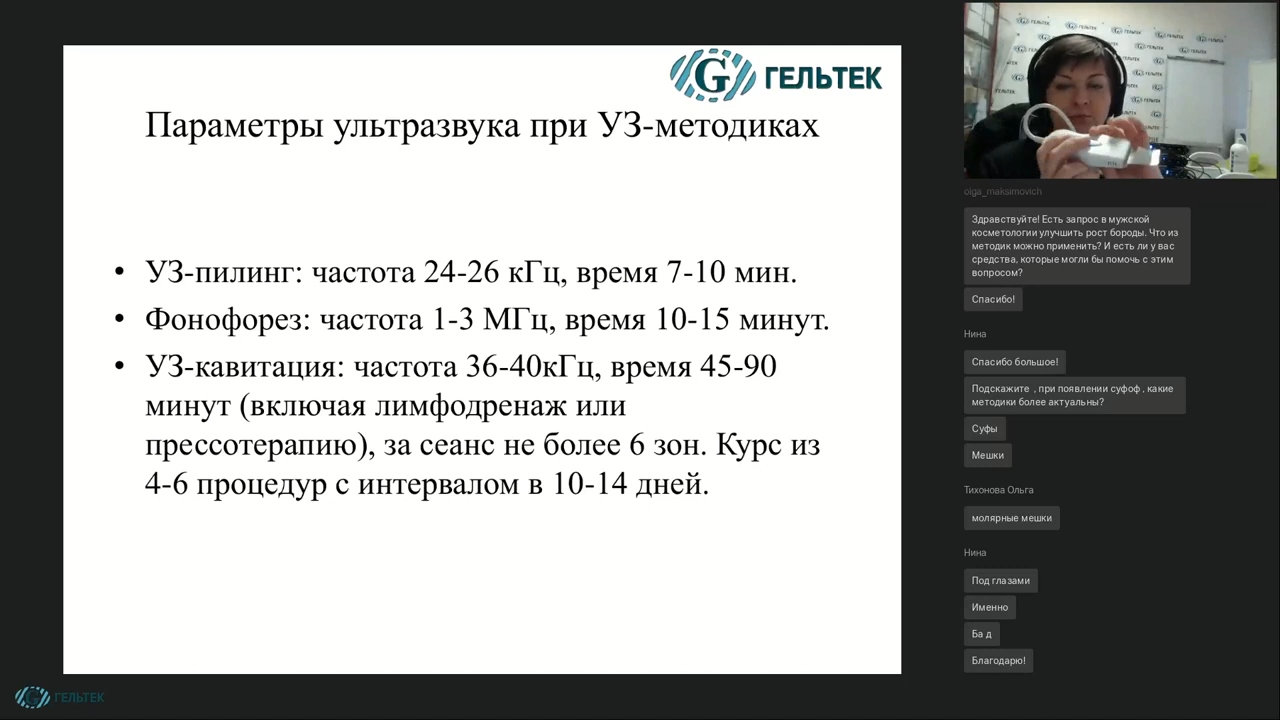 ГЕЛЬТЕК
Параметры ультразвука при УЗ-методиках
• УЗ-пилинг: частота 24-26 кГц, время 7-10 мин.
• Фонофорез: частота 1-3 МГц, время 10-15 минут.
• УЗ-кавитация: частота 36-40кГц, время 45-90
минут (включая лимфодренаж или
прессотерапию), за сеанс не более 6 зон. Курс из
4-6 процедур с интервалом в 10-14 дней.
ГЕЛЬТЕК
olga_maksimovich
Здравствуйте! Есть запрос в мужской
косметологии улучшить рост бороды. Что из
методик можно применить? И есть ли у вас
средства, которые могли бы помочь с этим
вопросом?
Спасибо!
Нина
Спасибо большое!
Подскажите , при появлении суфоф , какие
методики более актуальны?
Суфы
Мешки
Тихонова Ольга
молярные мешки
Нина
Под глазами
Именно
Ба д
Благодарю!